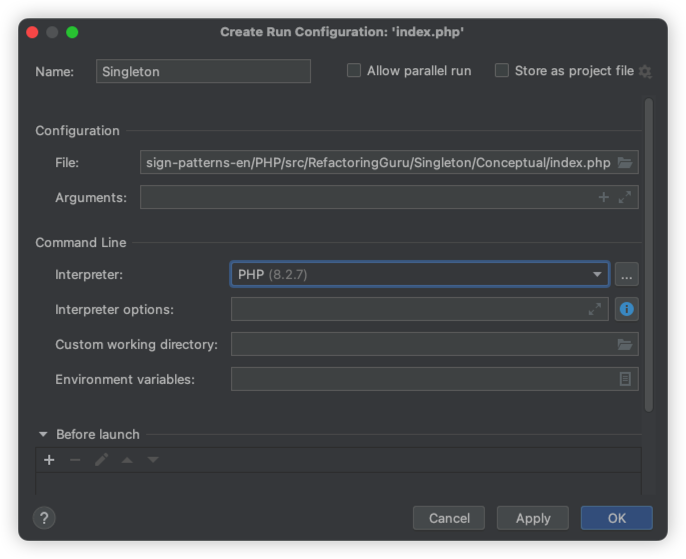 Create Run Configuration: 'index.php'
Name: Singleton Allow parallel run Store as project file
Configuration
File: sign-patterns-en/PHP/src/RefactoringGuru/Singleton/Conceptual/index.php
Arguments:
Command Line
Interpreter: PHP (8.2.7) ...
Interpreter options:
Custom working directory:
Environment variables:
Before launch
? Cancel Apply OK